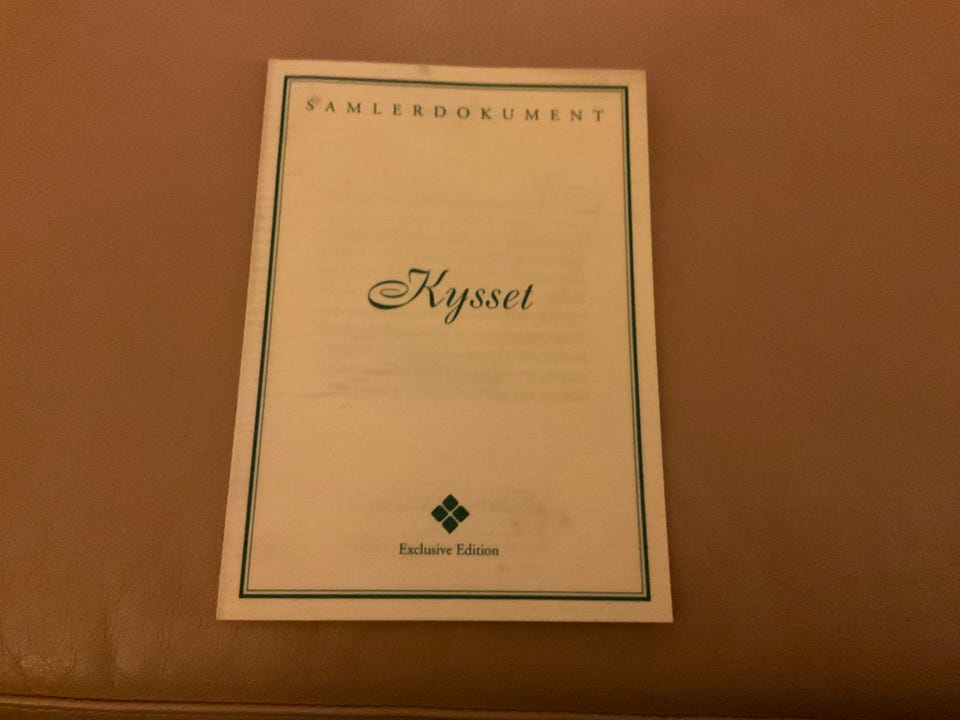 SAMLERDOKUMENT
Kysset
Exclusive Edition